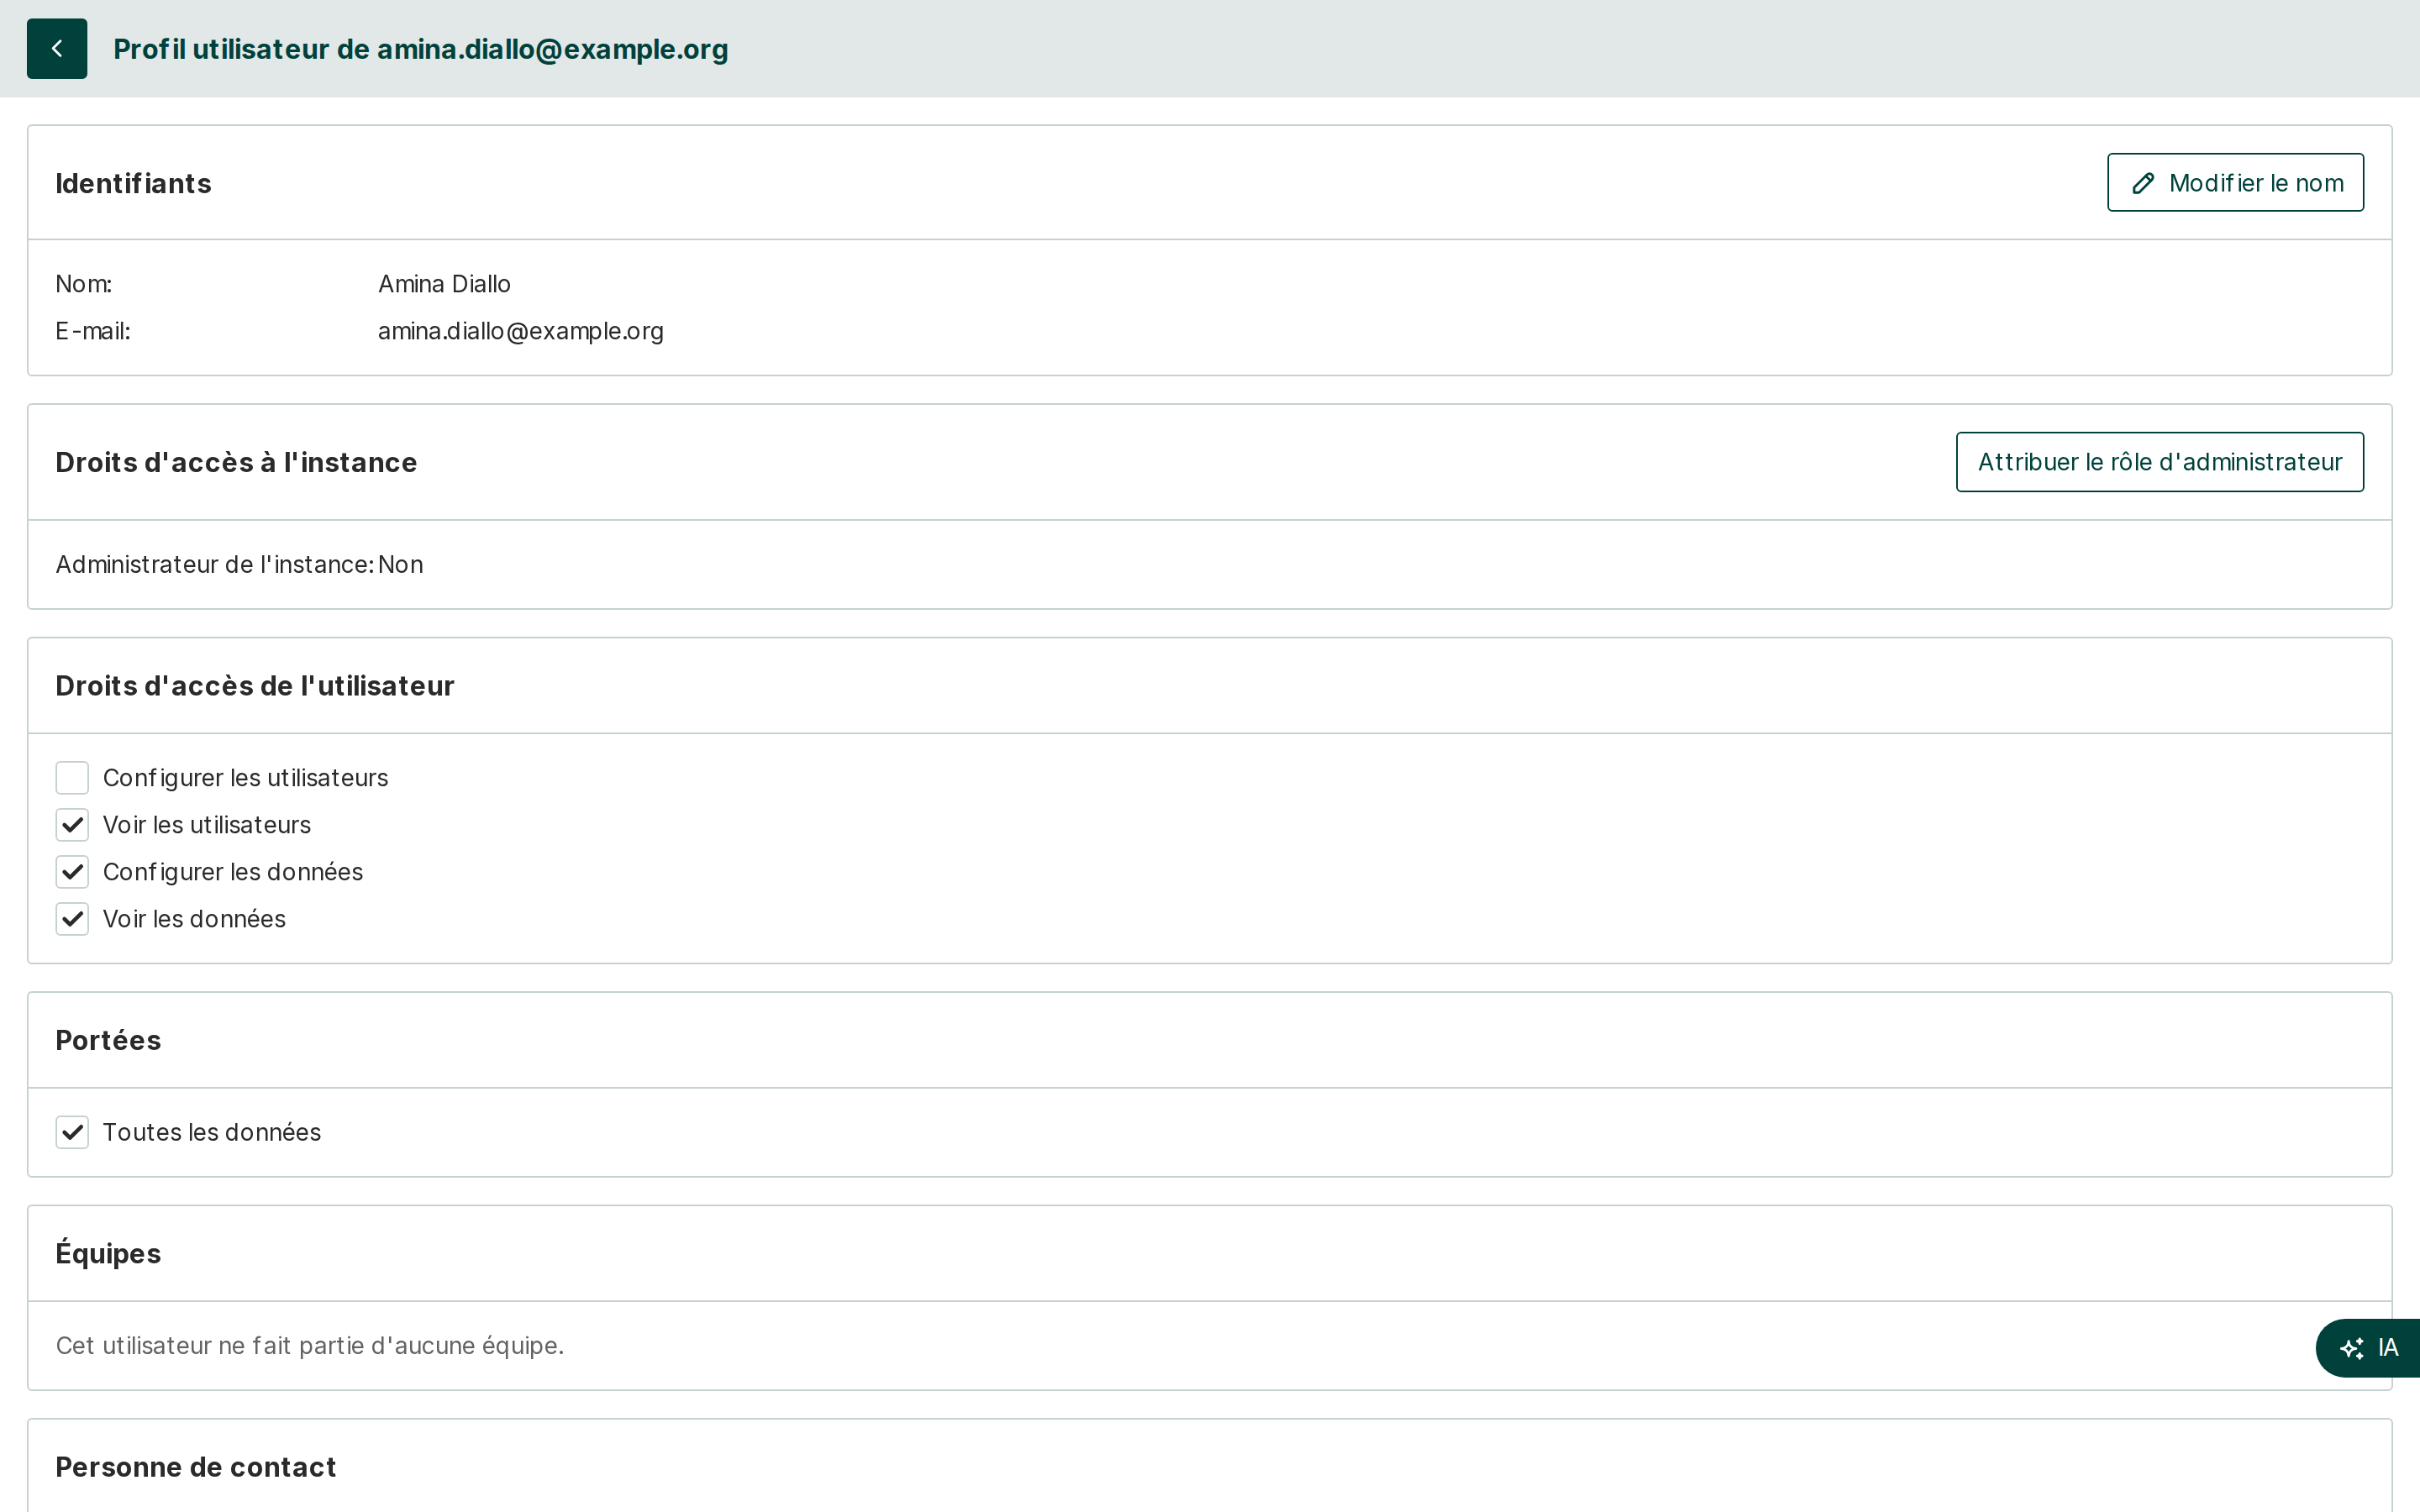 Profil utilisateur de amina.diallo@example.org
Identifiants
Modifier le nom
Nom: Amina Diallo
E-mail: amina.diallo@example.org
Droits d'accès à l'instance
Attribuer le rôle d'administrateur
Administrateur de l'instance: Non
Droits d'accès de l'utilisateur
Configurer les utilisateurs
Voir les utilisateurs
Configurer les données
Voir les données
Portées
Toutes les données
Équipes
Cet utilisateur ne fait partie d'aucune équipe.
IA
Personne de contact